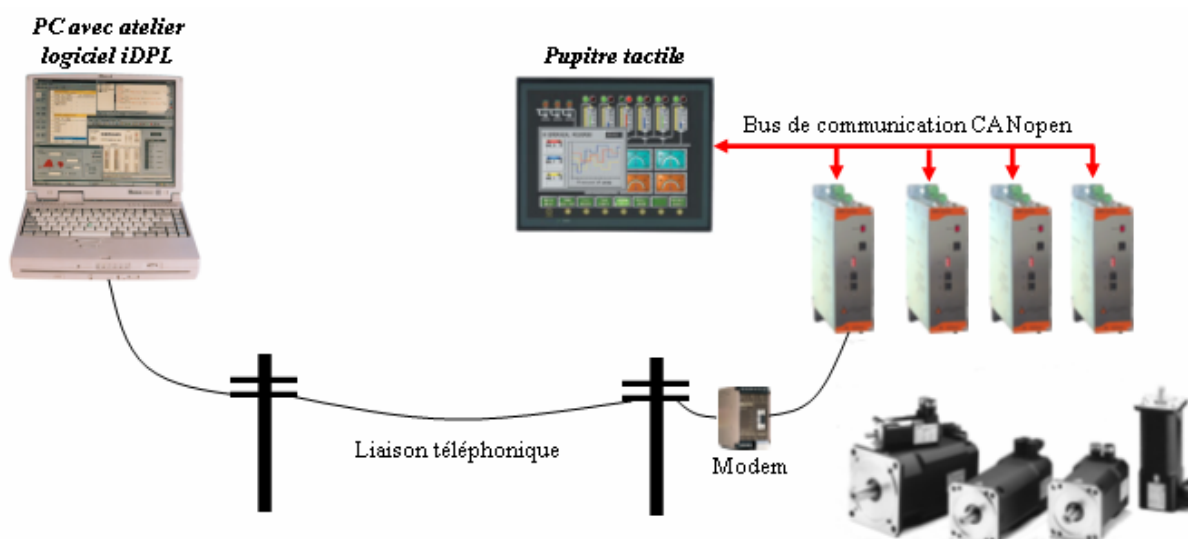 PC avec atelier
logiciel iDPL
Pupitre tactile
Bus de communication CANopen
Liaison téléphonique
Modem